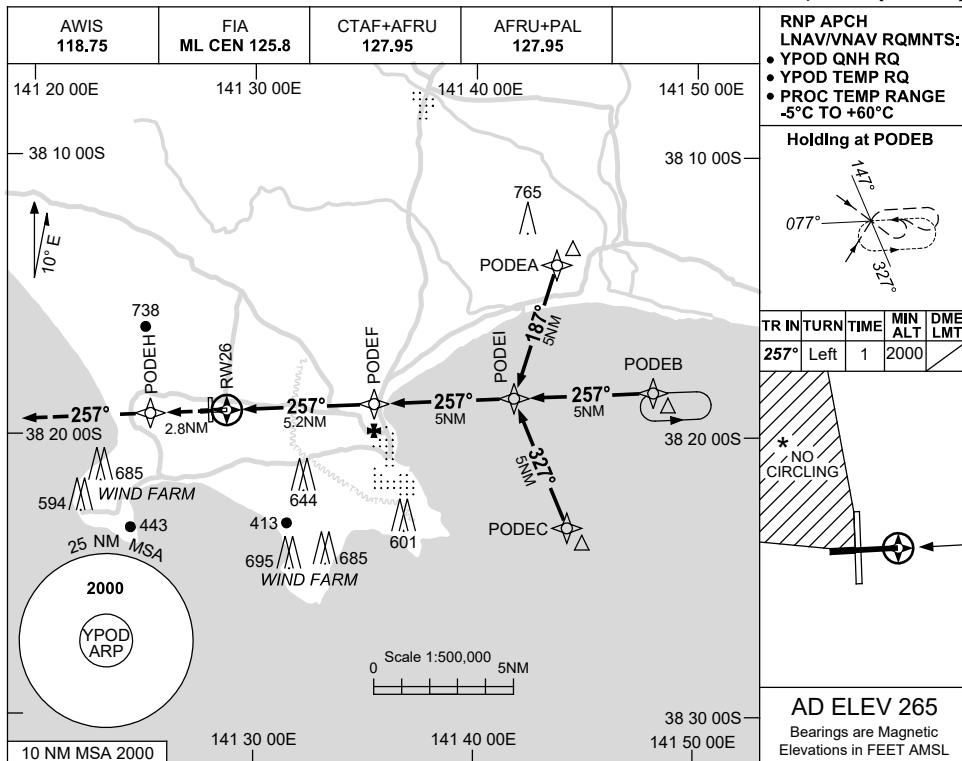 AWIS
118.75
FIA
ML CEN 125.8
CTAF+AFRU
127.95
AFRU+PAL
127.95
RNP APCH
LNAV/VNAV RQMNTS:
● YPOD QNH RQ
● YPOD TEMP RQ
● PROC TEMP RANGE
-5°C TO +60°C
141 20 00E
141 30 00E
141 40 00E
141 50 00E
38 10 00S
38 10 00S
Holding at PODEB
147°
077°
327°
765
10° E
PODEA
738
PODEH
RW26
PODEF
PODEI
187°
5NM
PODEB
TR IN
TURN
TIME
MIN
ALT
DME
LMT
257°
Left
1
2000
257°
2.8NM
257°
5.2NM
257°
5NM
257°
5NM
38 20 00S
38 20 00S
327°
5NM
* NO
CIRCLING
685
594
WIND FARM
644
443
413
601
PODEC
695
685
WIND FARM
25 NM MSA
2000
YPOD
ARP
Scale 1:500,000
0
5NM
AD ELEV 265
Bearings are Magnetic
Elevations in FEET AMSL
38 30 00S
10 NM MSA 2000
141 30 00E
141 40 00E
141 50 00E